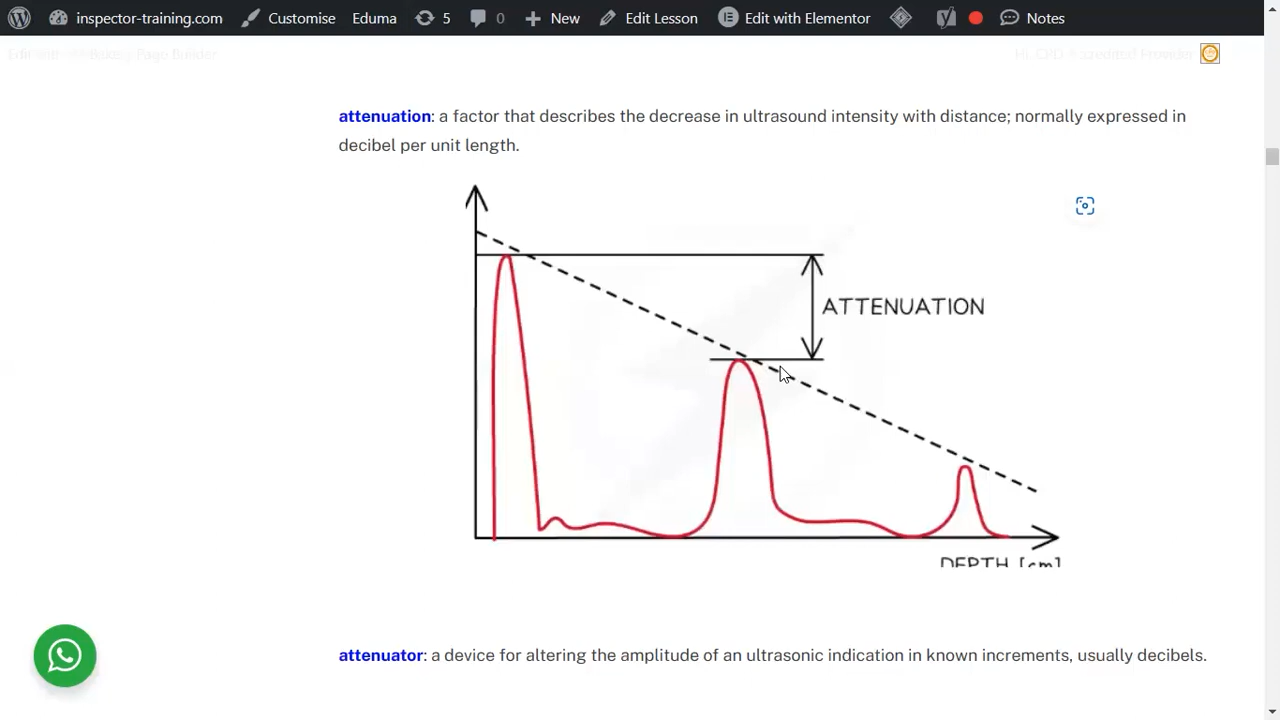 inspector-training.com Customise Eduma 5 0 New Edit Lesson Edit with Elementor Notes
attenuation: a factor that describes the decrease in ultrasound intensity with distance; normally expressed in
decibel per unit length.
ATTENUATION
DEPTH [cm]
attenuator: a device for altering the amplitude of an ultrasonic indication in known increments, usually decibels.